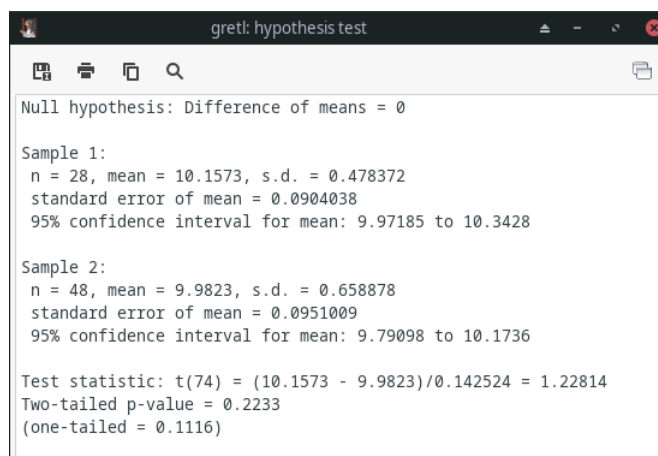 gretl: hypothesis test
Null hypothesis: Difference of means = 0
Sample 1:
n = 28, mean = 10.1573, s.d. = 0.478372
standard error of mean = 0.0904038
95% confidence interval for mean: 9.97185 to 10.3428
Sample 2:
n = 48, mean = 9.9823, s.d. = 0.658878
standard error of mean = 0.0951009
95% confidence interval for mean: 9.79098 to 10.1736
Test statistic: t(74) = (10.1573 - 9.9823)/0.142524 = 1.22814
Two-tailed p-value = 0.2233
(one-tailed = 0.1116)